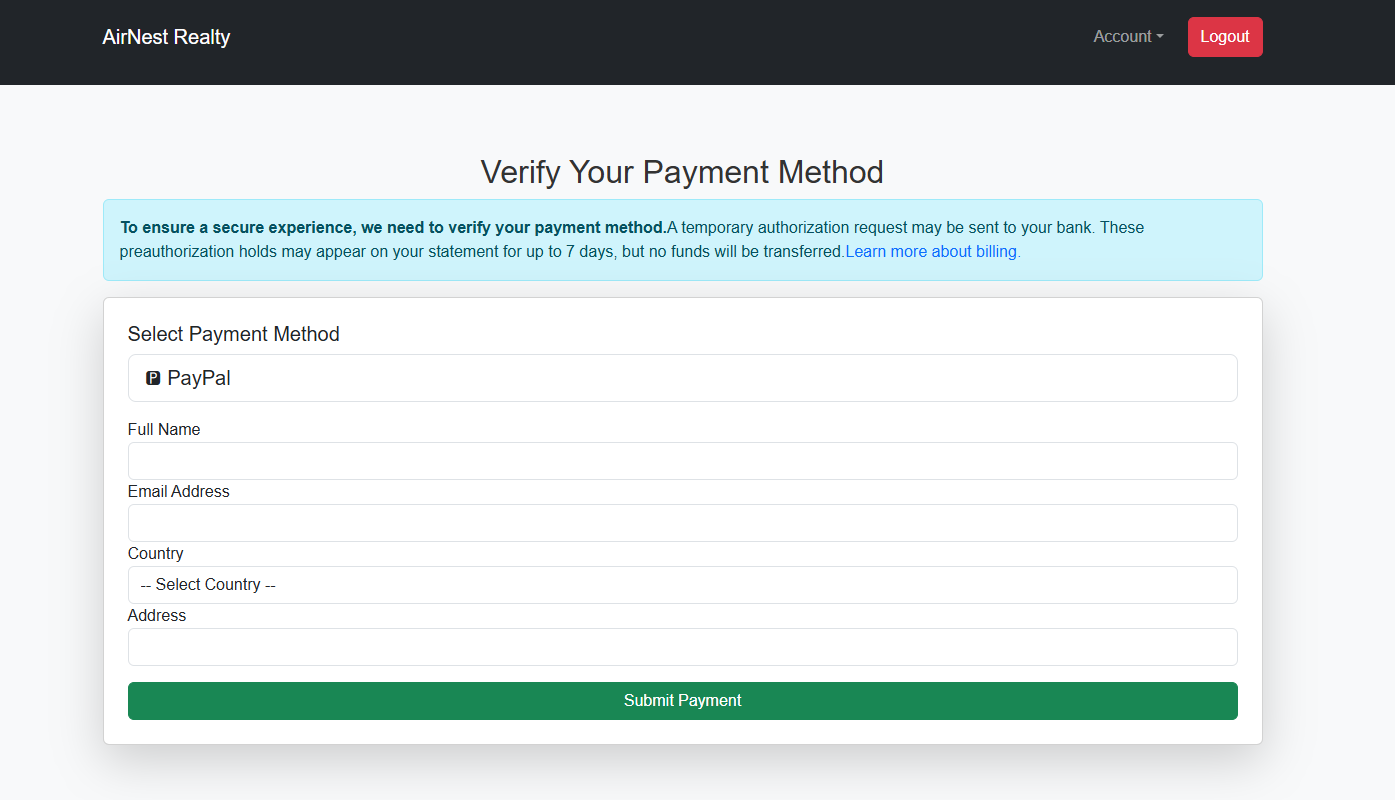 AirNest Realty
Account
Logout
Verify Your Payment Method
To ensure a secure experience, we need to verify your payment method.A temporary authorization request may be sent to your bank. These
preauthorization holds may appear on your statement for up to 7 days, but no funds will be transferred.Learn more about billing.
Select Payment Method
P PayPal
Full Name
Email Address
Country
-- Select Country --
Address
Submit Payment